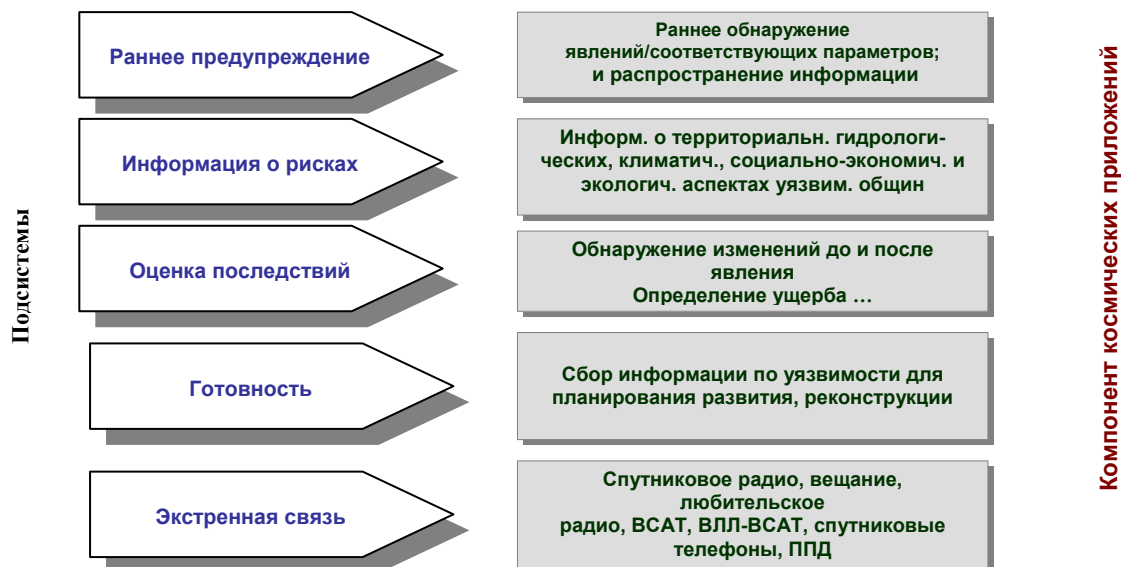 Подсистемы
Раннее предупреждение
Раннее обнаружение
явлений/соответствующих параметров;
и распространение информации
Информация о рисках
Информ. о территориальн. гидрологи-
ческих, климатич., социально-экономич. и
экологич. аспектах уязвим. общин
Оценка последствий
Обнаружение изменений до и после
явления
Определение ущерба …
Готовность
Сбор информации по уязвимости для
планирования развития, реконструкции
Экстренная связь
Спутниковое радио, вещание,
любительское
радио, ВСАТ, ВЛЛ-ВСАТ, спутниковые
телефоны, ППД
Компонент космических приложений